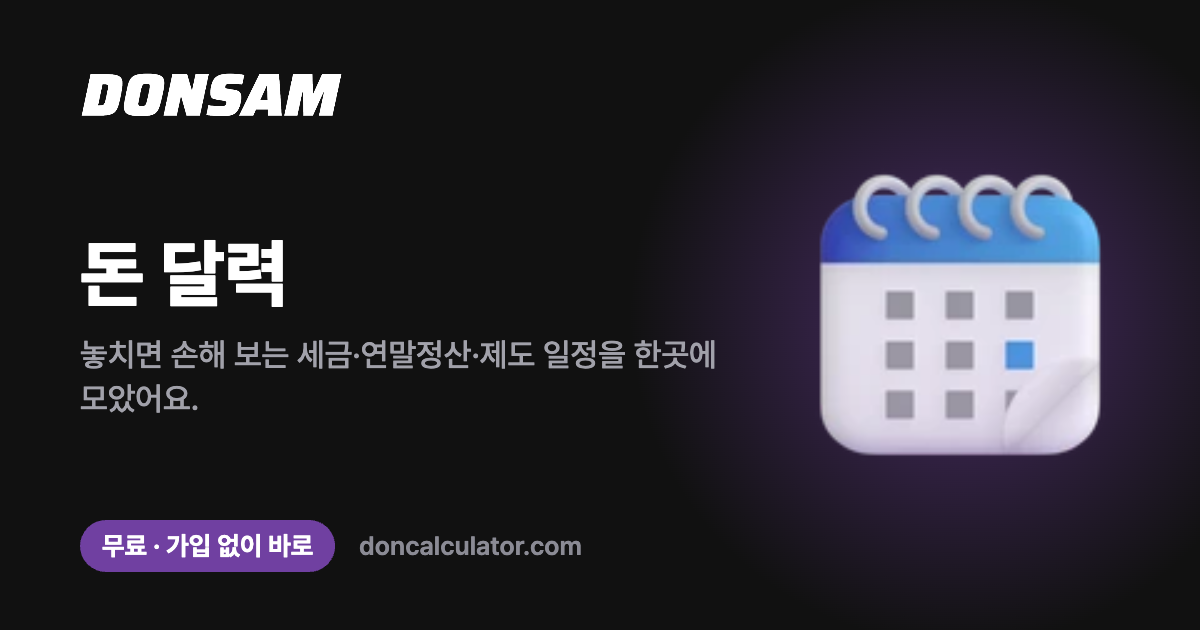 DONSAM
돈 달력
놓치면 손해 보는 세금·연말정산·제도 일정을 한곳에
모았어요.
무료 · 가입 없이 바로
doncalculator.com